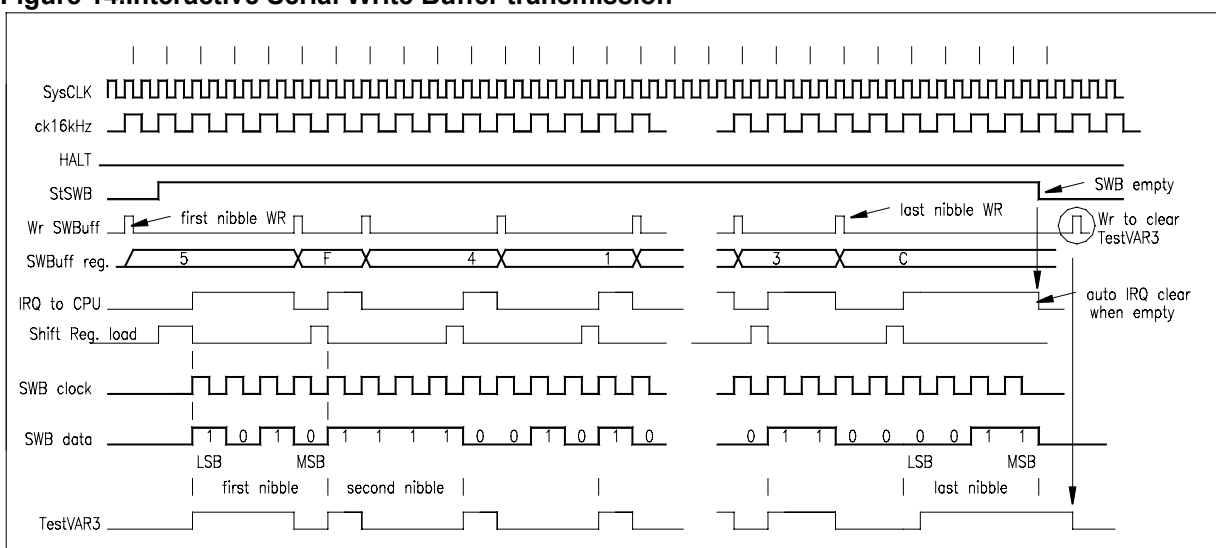 Figure 14.Interactive Serial Write Buffer transmission
SysCLK
ck16kHz
HALT
StSWB
SWB empty
Wr SWBuff
first nibble WR
last nibble WR
Wr to clear
TestVAR3
SWBuff reg.
5 F 4 1 3 C
IRQ to CPU
auto IRQ clear
when empty
Shift Reg. load
SWB clock
SWB data
1 0 1 0 1 1 1 1 0 0 1 0 1 0 0 1 1 0 0 0 0 1 1
LSB MSB LSB MSB
first nibble second nibble last nibble
TestVAR3